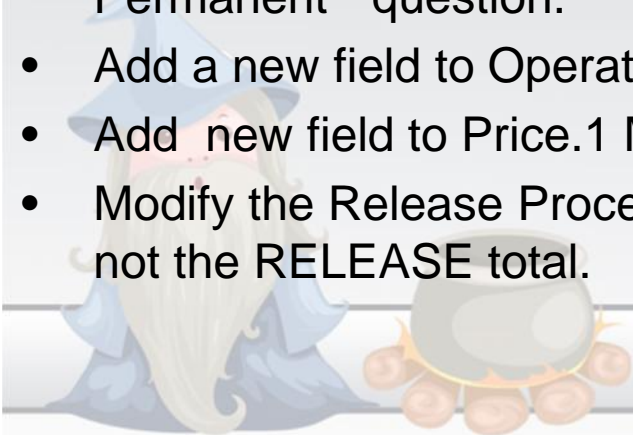 Permanent" question.
• Add a new field to Operat
• Add new field to Price.1
• Modify the Release Proce
not the RELEASE total.